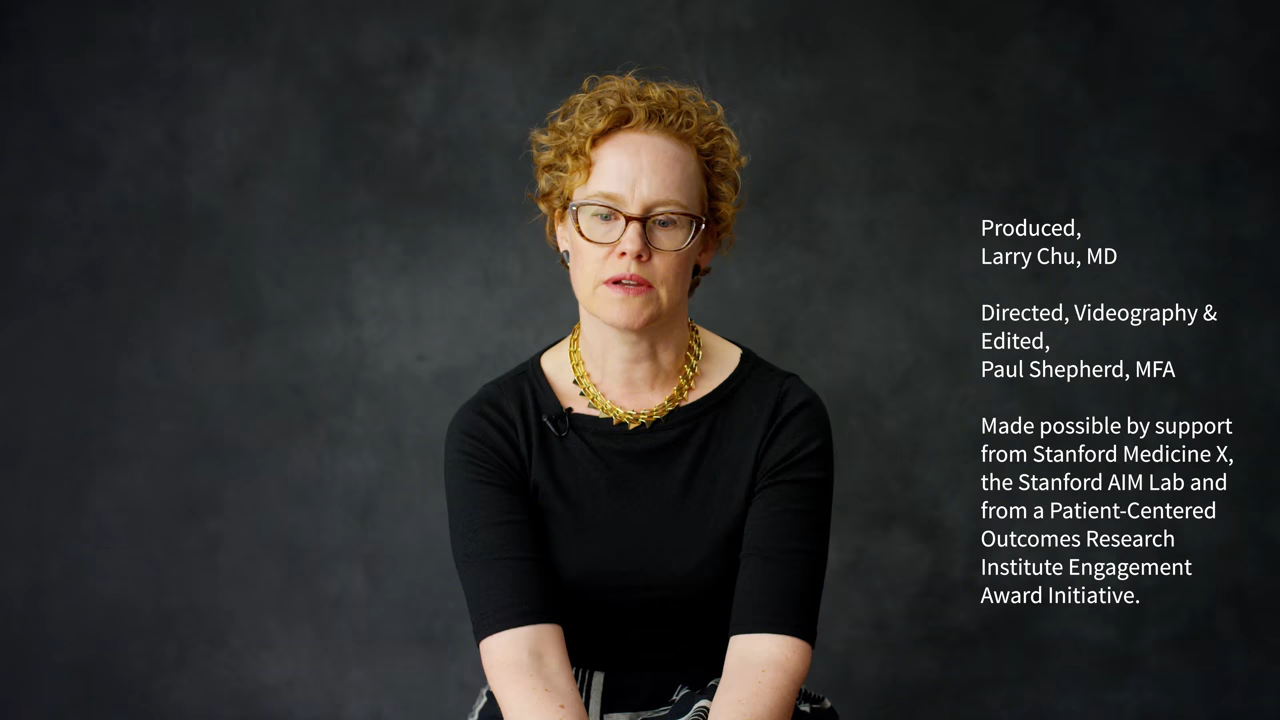 Produced,
Larry Chu, MD
Directed, Videography &
Edited,
Paul Shepherd, MFA
Made possible by support
from Stanford Medicine X,
the Stanford AIM Lab and
from a Patient-Centered
Outcomes Research
Institute Engagement
Award Initiative.